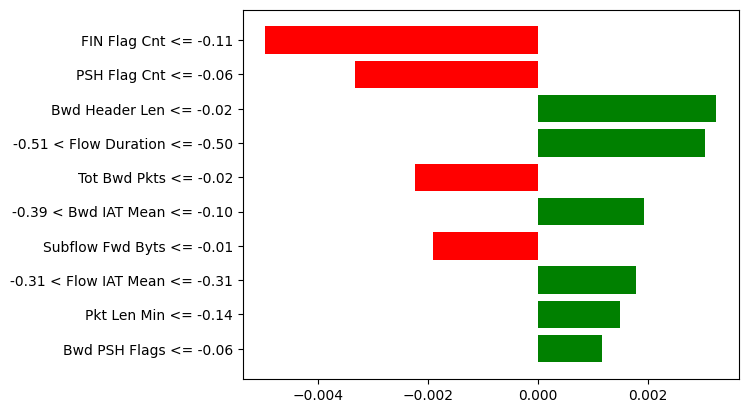 FIN Flag Cnt <= -0.11
PSH Flag Cnt <= -0.06
Bwd Header Len <= -0.02
-0.51 < Flow Duration <= -0.50
Tot Bwd Pkts <= -0.02
-0.39 < Bwd IAT Mean <= -0.10
Subflow Fwd Byts <= -0.01
-0.31 < Flow IAT Mean <= -0.31
Pkt Len Min <= -0.14
Bwd PSH Flags <= -0.06
−0.004 −0.002 0.000 0.002